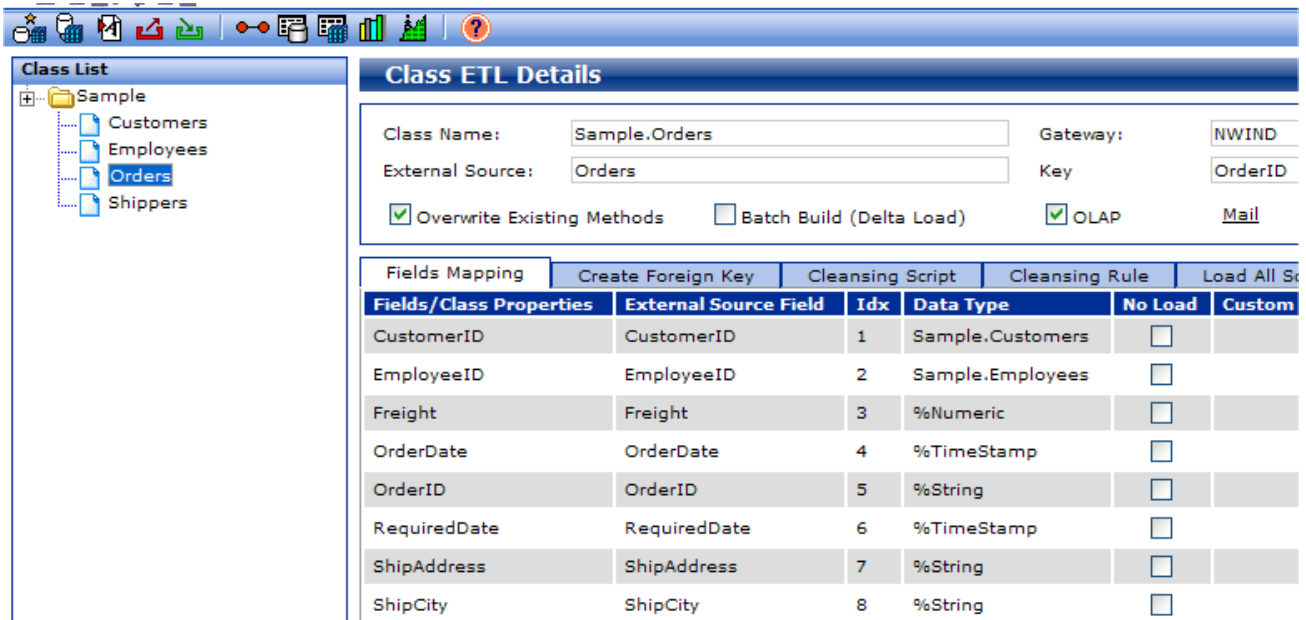 Class List
Sample
Customers
Employees
Orders
Shippers
Class ETL Details
Class Name: Sample.Orders Gateway: NWIND
External Source: Orders Key OrderID
Overwrite Existing Methods Batch Build (Delta Load) OLAP Mail
Fields Mapping Create Foreign Key Cleansing Script Cleansing Rule Load All
Fields/Class Properties External Source Field Idx Data Type No Load Custom
CustomerID CustomerID 1 Sample.Customers
EmployeeID EmployeeID 2 Sample.Employees
Freight Freight 3 %Numeric
OrderDate OrderDate 4 %TimeStamp
OrderID OrderID 5 %String
RequiredDate RequiredDate 6 %TimeStamp
ShipAddress ShipAddress 7 %String
ShipCity ShipCity 8 %String